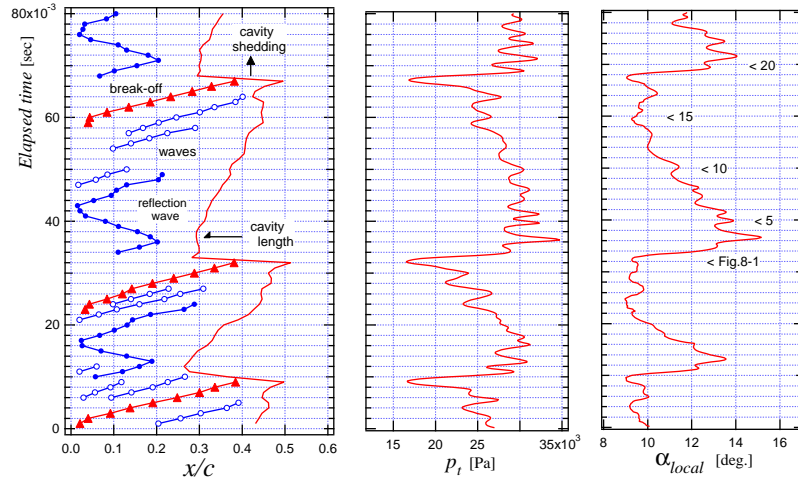 80x10⁻³
60
40
20
0
Elapsed time [sec]
cavity
shedding
break-off
waves
reflection
wave
cavity
length
0.0 0.1 0.2 0.3 0.4 0.5 0.6
x/c
15 20 25 30 35x10³
p_t [Pa]
< 20
< 15
< 10
< 5
< Fig.8-1
8 10 12 14 16
α_local [deg.]